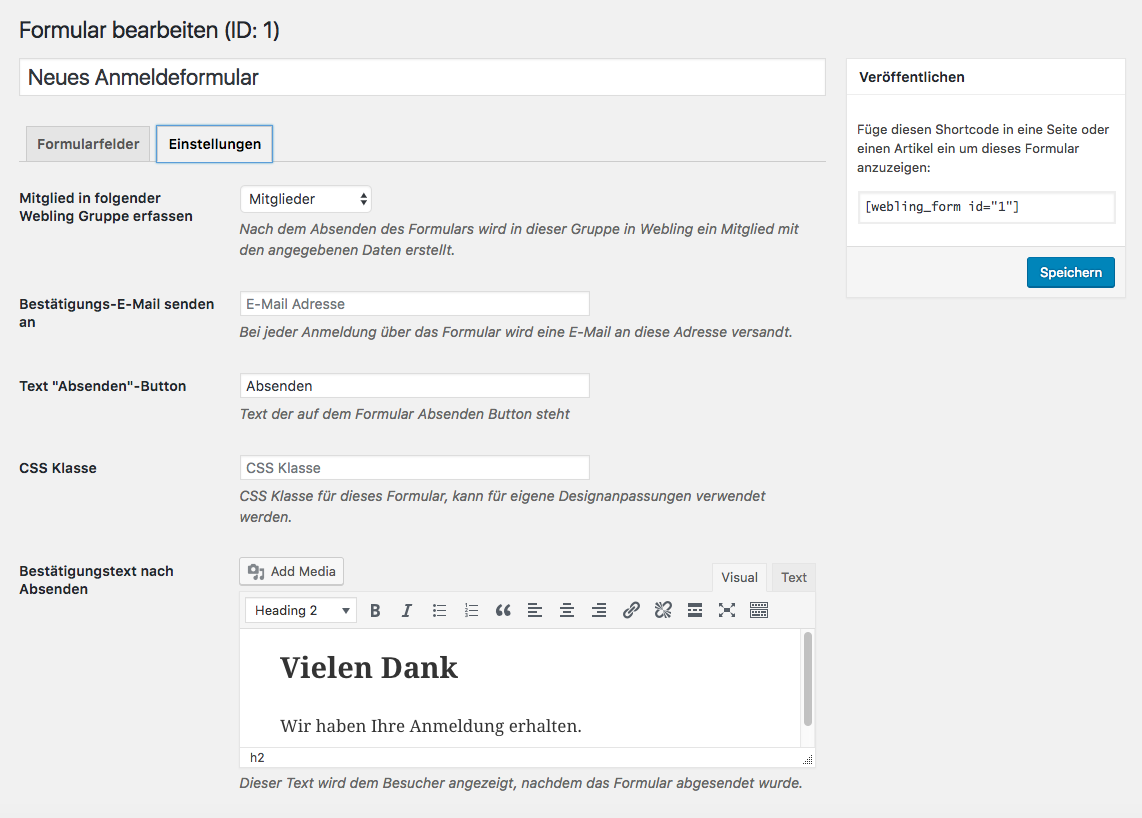 Formular bearbeiten (ID: 1)
Neues Anmeldeformular
Formularfelder
Einstellungen
Mitglied in folgender
Webling Gruppe erfassen
Mitglieder
Nach dem Absenden des Formulars wird in dieser Gruppe in Webling ein Mitglied mit
den angegebenen Daten erstellt.
Bestätigungs-E-Mail senden
an
E-Mail Adresse
Bei jeder Anmeldung über das Formular wird eine E-Mail an diese Adresse versandt.
Text "Absenden"-Button
Absenden
Text der auf dem Formular Absenden Button steht
CSS Klasse
CSS Klasse
CSS Klasse für dieses Formular, kann für eigene Designanpassungen verwendet
werden.
Bestätigungstext nach
Absenden
Add Media
Visual
Text
Heading 2
Vielen Dank
Wir haben Ihre Anmeldung erhalten.
h2
Dieser Text wird dem Besucher angezeigt, nachdem das Formular abgesendet wurde.
Veröffentlichen
Füge diesen Shortcode in eine Seite oder
einen Artikel ein um dieses Formular
anzuzeigen:
[webling_form id="1"]
Speichern